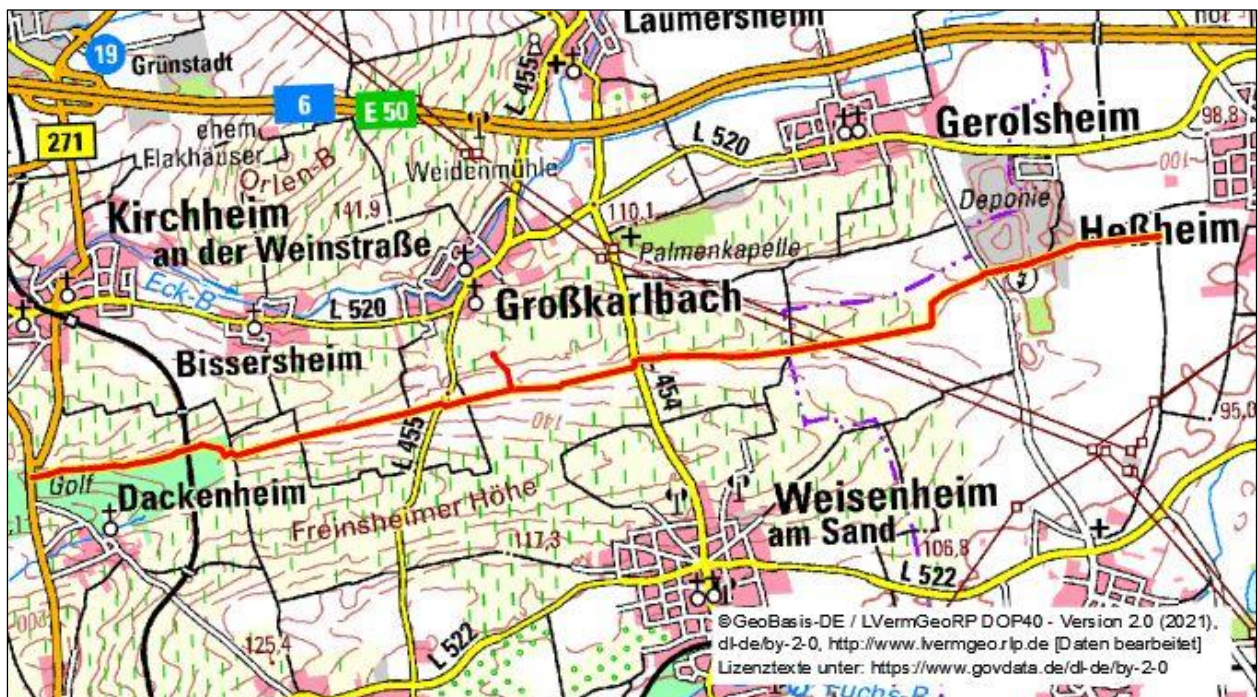 Laumersheim
19
Grünstadt
L 455
6
E 50
271
ehem.
Elakhäuser
Orlen-B
Weidenmühle
L 520
Gerolsheim
98,8
100
Kirchheim
an der Weinstraße
141,9
110,1
Palmenkapelle
Deponie
Heßheim
Eck-B
L 520
Großkarlbach
Bissersheim
454
95,6
140
L 455
Golf
Dackenheim
Freinsheimer Höhe
117,3
Weisenheim
am Sand
106,8
L 522
125,4
L 522
©GeoBasis-DE / LVermGeoRP DOP40 - Version 2.0 (2021),
dl-de/by-2-0, http://www.lvermgeo.rlp.de [Daten bearbeitet]
Lizenztexte unter: https://www.govdata.de/dl-de/by-2-0